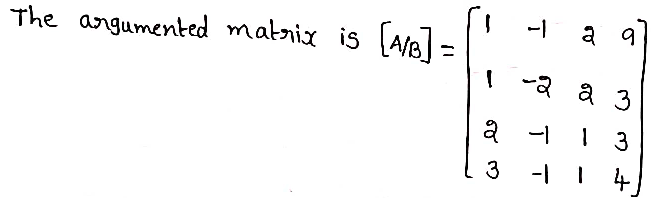 The argumented matrix is [A/B] = [1 -1 2 9
1 -2 2 3
2 -1 1 3
3 -1 1 4]